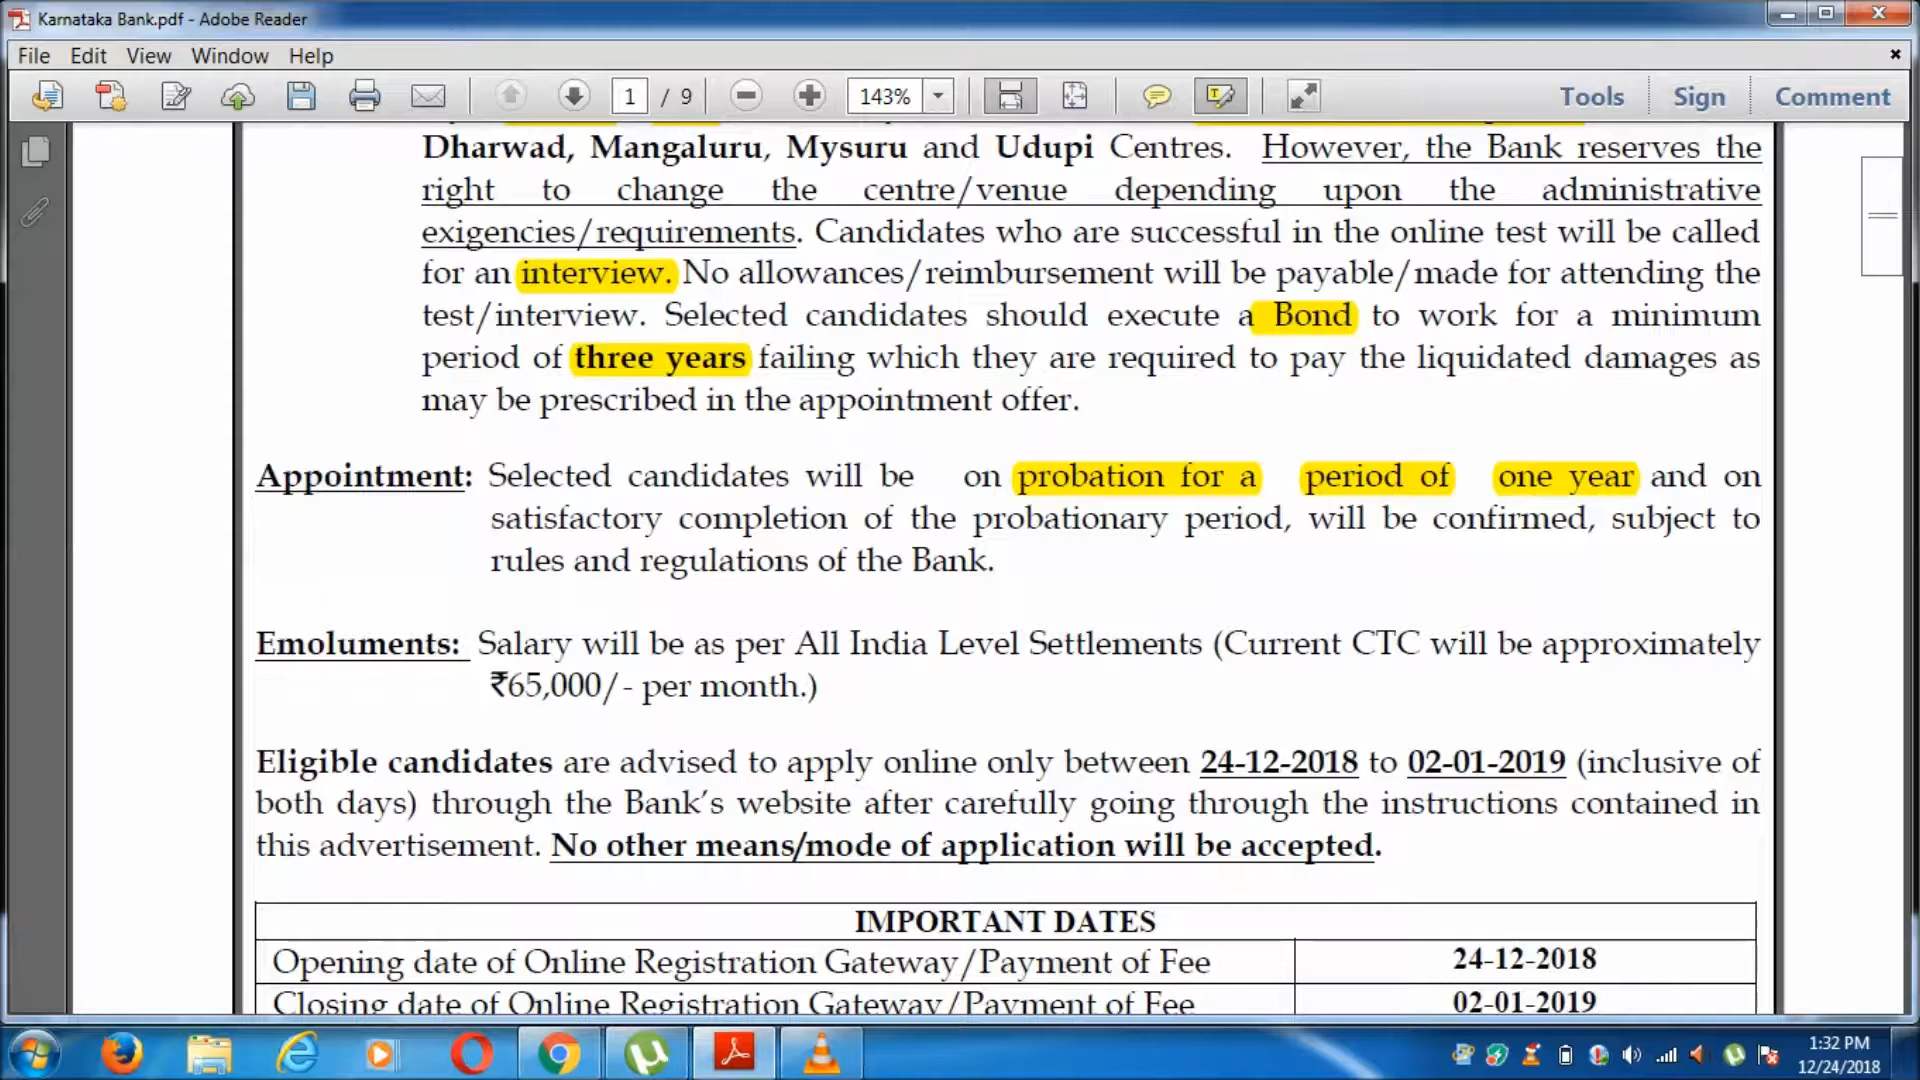 Karnataka Bank.pdf - Adobe Reader
File Edit View Window Help
1 / 9 143% Tools Sign Comment
Dharwad, Mangaluru, Mysuru and Udupi Centres. However, the Bank reserves the
right to change the centre/venue depending upon the administrative
exigencies/requirements. Candidates who are successful in the online test will be called
for an interview. No allowances/reimbursement will be payable/made for attending the
test/interview. Selected candidates should execute a Bond to work for a minimum
period of three years failing which they are required to pay the liquidated damages as
may be prescribed in the appointment offer.
Appointment: Selected candidates will be on probation for a period of one year and on
satisfactory completion of the probationary period, will be confirmed, subject to
rules and regulations of the Bank.
Emoluments: Salary will be as per All India Level Settlements (Current CTC will be approximately
₹65,000/- per month.)
Eligible candidates are advised to apply online only between 24-12-2018 to 02-01-2019 (inclusive of
both days) through the Bank's website after carefully going through the instructions contained in
this advertisement. No other means/mode of application will be accepted.
IMPORTANT DATES
Opening date of Online Registration Gateway/Payment of Fee 24-12-2018
Closing date of Online Registration Gateway/Payment of Fee 02-01-2019
1:32 PM
12/24/2018